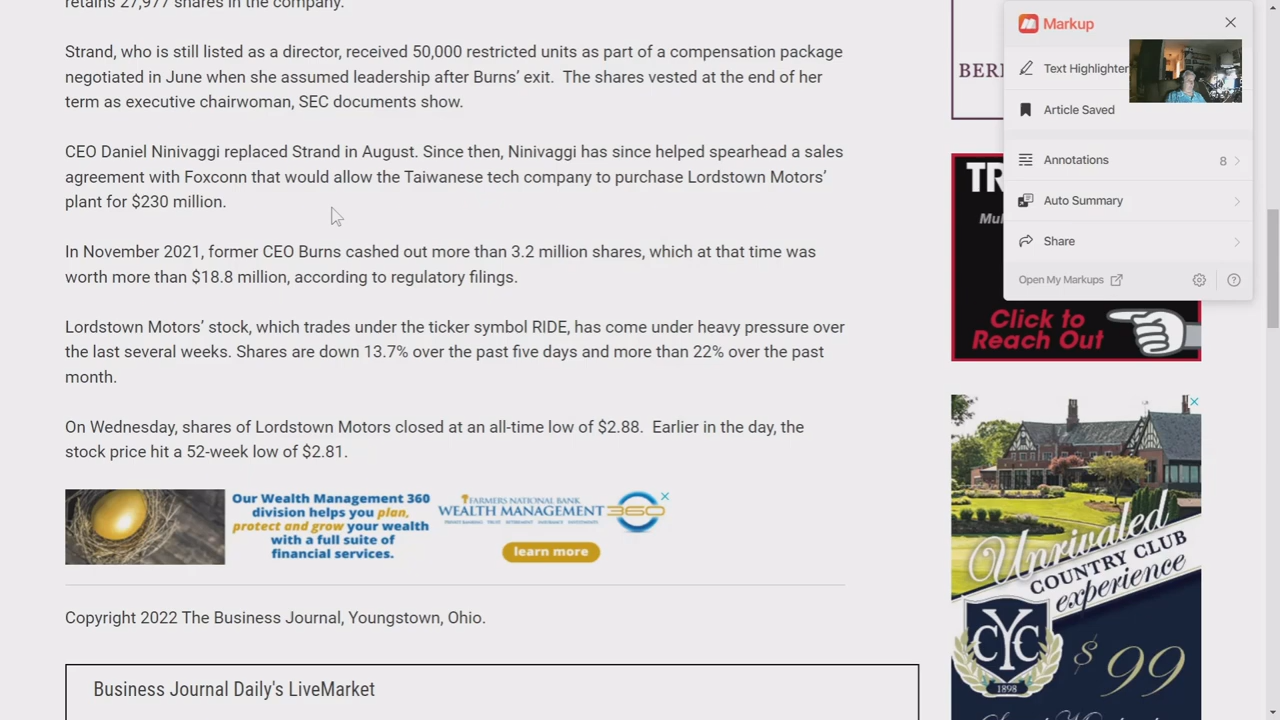 retains 27,977 shares in the company.
Strand, who is still listed as a director, received 50,000 restricted units as part of a compensation package
negotiated in June when she assumed leadership after Burns’ exit.  The shares vested at the end of her
term as executive chairwoman, SEC documents show.
CEO Daniel Ninivaggi replaced Strand in August. Since then, Ninivaggi has since helped spearhead a sales
agreement with Foxconn that would allow the Taiwanese tech company to purchase Lordstown Motors’
plant for $230 million.
In November 2021, former CEO Burns cashed out more than 3.2 million shares, which at that time was
worth more than $18.8 million, according to regulatory filings.
Lordstown Motors’ stock, which trades under the ticker symbol RIDE, has come under heavy pressure over
the last several weeks. Shares are down 13.7% over the past five days and more than 22% over the past
month.
On Wednesday, shares of Lordstown Motors closed at an all-time low of $2.88.  Earlier in the day, the
stock price hit a 52-week low of $2.81.
Our Wealth Management 360
division helps you plan,
protect and grow your wealth
with a full suite of
financial services.
FARMERS NATIONAL BANK
WEALTH MANAGEMENT 360
learn more
Copyright 2022 The Business Journal, Youngstown, Ohio.
Business Journal Daily's LiveMarket
Markup
Text Highlighter
Article Saved
Annotations 8
Auto Summary
Share
Open My Markups
Click to
Reach Out
Unrivaled
COUNTRY CLUB
experience
YCC
1898
$99